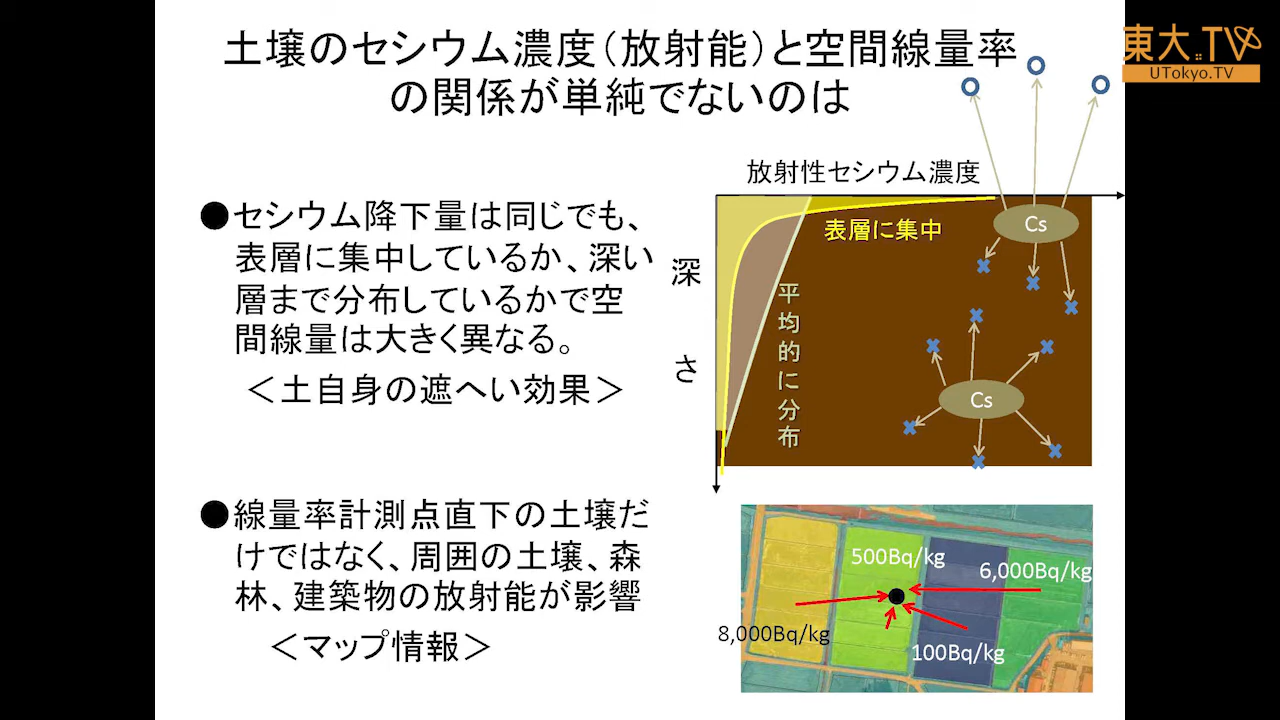 土壌のセシウム濃度(放射能)と空間線量率
の関係が単純でないのは
東大TV
UTokyo.TV
●セシウム降下量は同じでも、
表層に集中しているか、深い
層まで分布しているかで空
間線量は大きく異なる。
＜土自身の遮へい効果＞
放射性セシウム濃度
深さ
表層に集中
平均的に分布
Cs
Cs
●線量率計測点直下の土壌だ
けではなく、周囲の土壌、森
林、建築物の放射能が影響
＜マップ情報＞
500Bq/kg
6,000Bq/kg
8,000Bq/kg
100Bq/kg